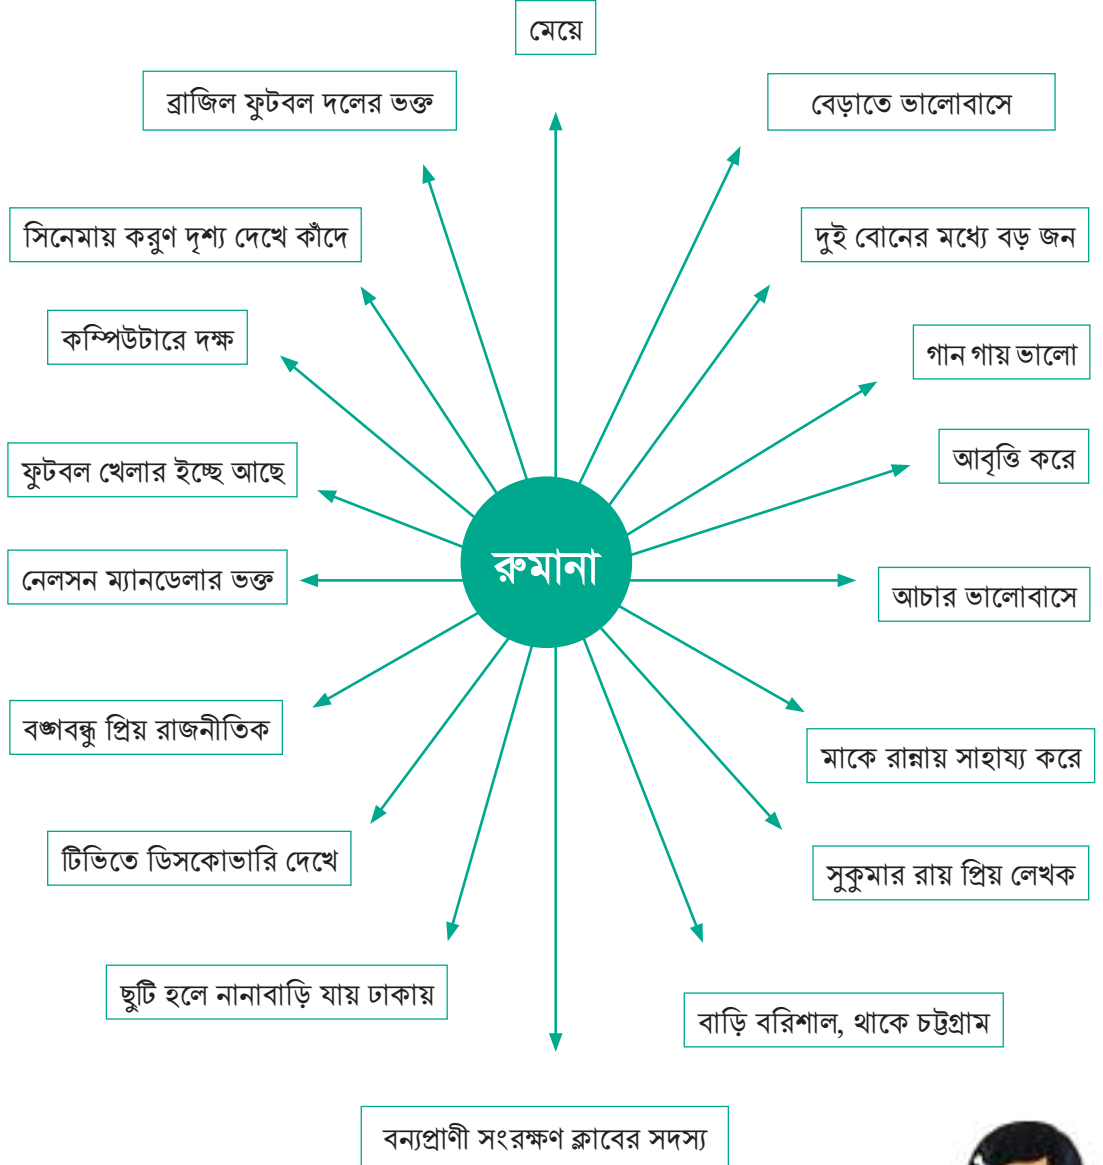 মেয়ে
ব্রাজিল ফুটবল দলের ভক্ত
বেড়াতে ভালোবাসে
সিনেমায় করুণ দৃশ্য দেখে কাঁদে
দুই বোনের মধ্যে বড় জন
কম্পিউটারে দক্ষ
গান গায় ভালো
ফুটবল খেলার ইচ্ছে আছে
আবৃত্তি করে
রুমানা
নেলসন ম্যানডেলার ভক্ত
আচার ভালোবাসে
বঙ্গবন্ধু প্রিয় রাজনীতিক
মাকে রান্নায় সাহায্য করে
টিভিতে ডিসকোভারি দেখে
সুকুমার রায় প্রিয় লেখক
ছুটি হলে নানাবাড়ি যায় ঢাকায়
বাড়ি বরিশাল, থাকে চট্টগ্রাম
বন্যপ্রাণী সংরক্ষণ ক্লাবের সদস্য